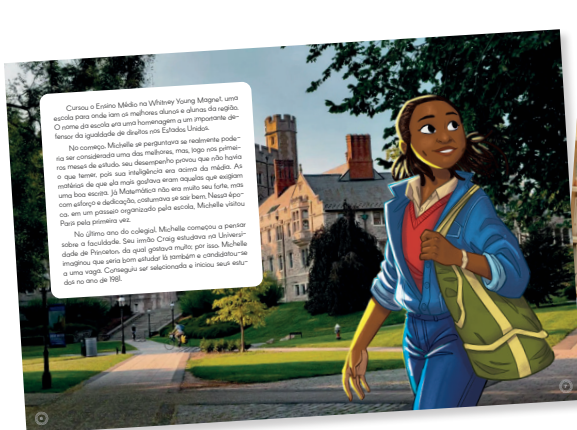 Cursou o Ensino Médio na Whitney Young Magnet, uma
escola para onde iam os melhores alunos e alunas da região.
O nome da escola era uma homenagem a um importante de-
fensor da igualdade de direitos nos Estados Unidos.
No começo, Michelle se perguntava se realmente pode-
ria ser considerada uma das melhores, mas, logo nos primei-
ros meses de estudo, seu desempenho provou que não havia
o que temer, pois sua inteligência era acima da média. As
matérias de que ela mais gostava eram aquelas que exigiam
uma boa escrita. Já Matemática não era muito seu forte, mas
com esforço e dedicação, costumava se sair bem. Nessa épo-
ca, em um passeio organizado pela escola, Michelle visitou
Paris pela primeira vez.
No último ano do colegial, Michelle começou a pensar
sobre a faculdade. Seu irmão Craig estudava na Universi-
dade de Princeton, da qual gostava muito; por isso, Michelle
imaginou que seria bom estudar lá também e candidatou-se
a uma vaga. Conseguiu ser selecionada e iniciou seus estu-
dos no ano de 1981.